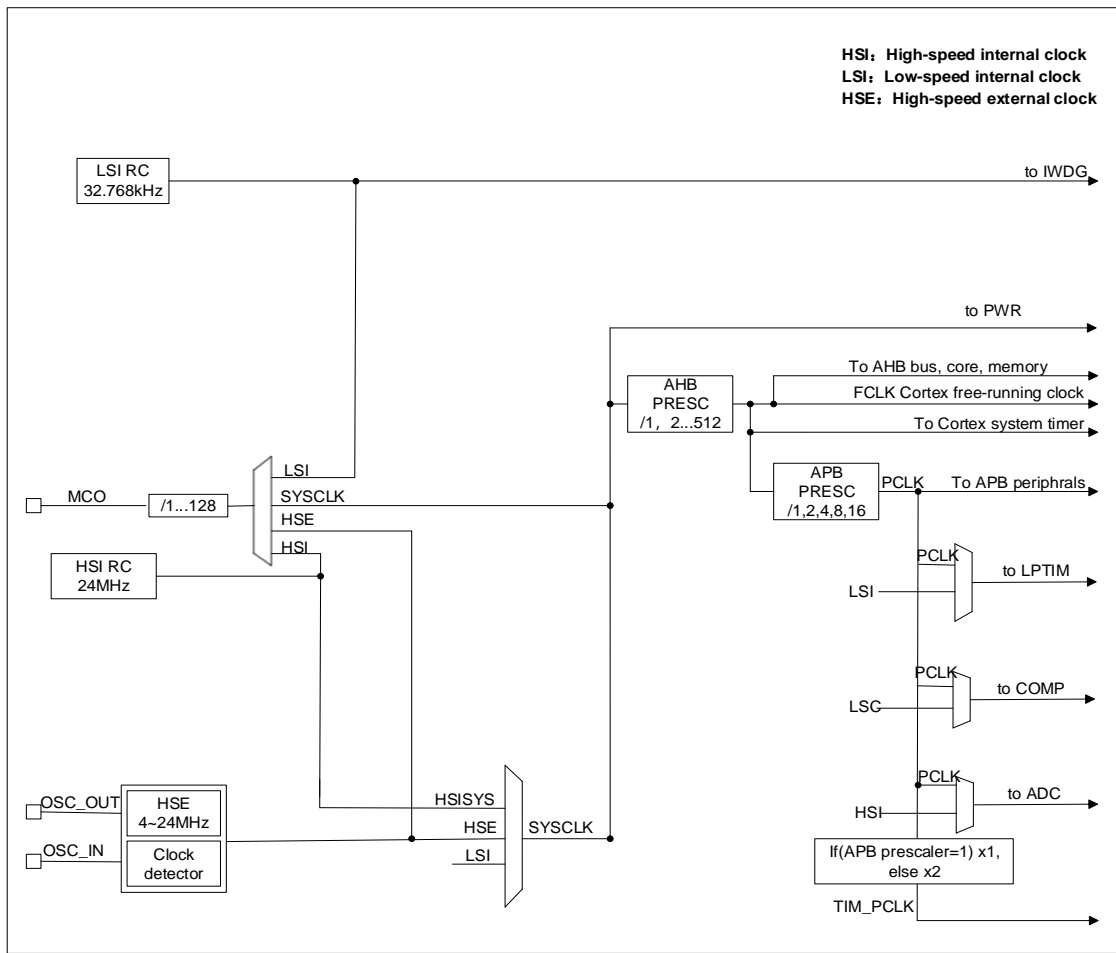 HSI：High-speed internal clock
LSI：Low-speed internal clock
HSE：High-speed external clock
LSI RC
32.768kHz
to IWDG
to PWR
To AHB bus, core, memory
AHB
PRESC
/1，2...512
FCLK Cortex free-running clock
To Cortex system timer
LSI
MCO
/1...128
SYSCLK
HSE
HSI
APB
PRESC
/1,2,4,8,16
PCLK
To APB periphrals
HSI RC
24MHz
PCLK
LSI
to LPTIM
PCLK
LSC
to COMP
OSC_OUT
HSE
4~24MHz
OSC_IN
Clock
detector
HSISYS
HSE
LSI
SYSCLK
PCLK
HSI
to ADC
If(APB prescaler=1) x1,
else x2
TIM_PCLK